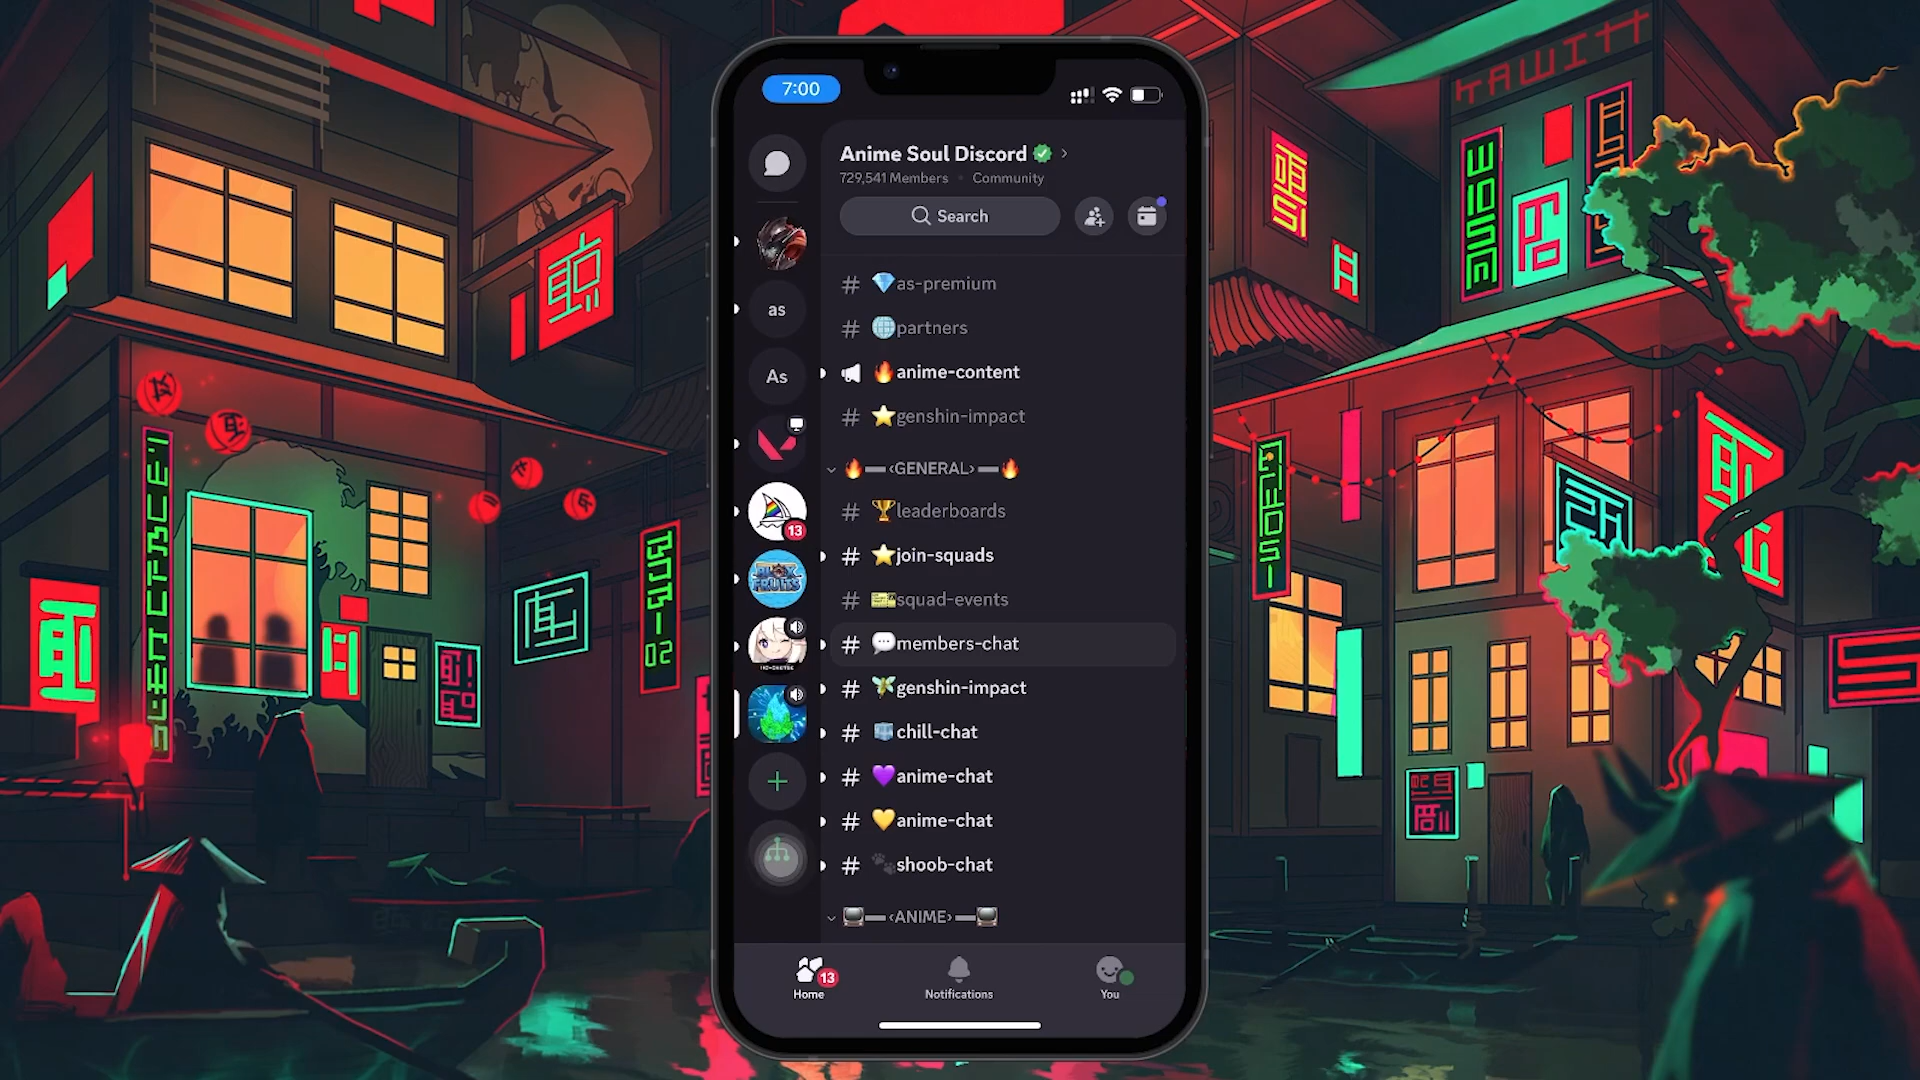 7:00
Anime Soul Discord
729,541 Members • Community
Search
as
As
13
BLOX FRUITS
# 💎as-premium
# 🌐partners
🔥anime-content
# ⭐genshin-impact
🔥━━‹GENERAL›━━🔥
# 🏆leaderboards
# ⭐join-squads
# 🎫squad-events
# 💬members-chat
# 🧚genshin-impact
# 🧊chill-chat
# 💜anime-chat
# 💛anime-chat
# 🐾shoob-chat
📺━━‹ANIME›━━📺
13
Home
Notifications
You